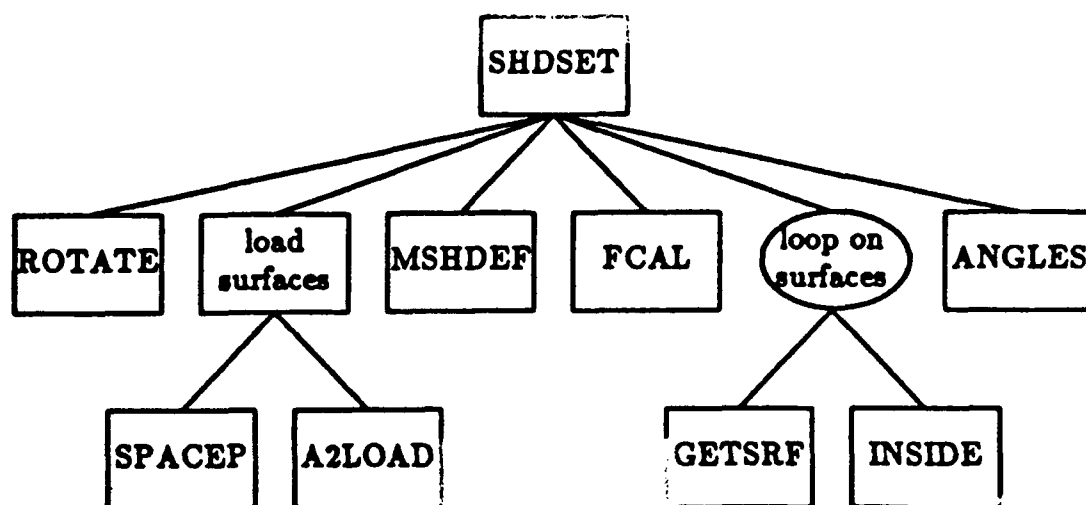 SHDSET
ROTATE
load
surfaces
MSHDEF
FCAL
loop on
surfaces
ANGLES
SPACEP
A2LOAD
GETSRF
INSIDE